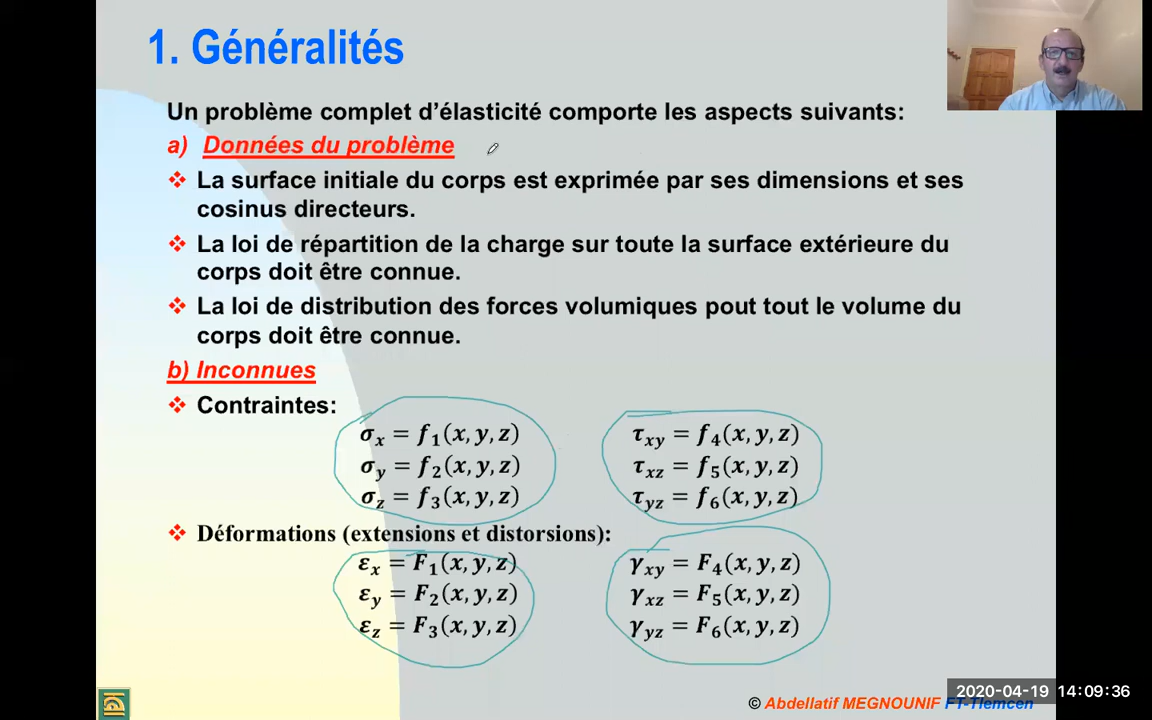 1. Généralités
Un problème complet d'élasticité comporte les aspects suivants:
a) Données du problème
❖ La surface initiale du corps est exprimée par ses dimensions et ses
cosinus directeurs.
❖ La loi de répartition de la charge sur toute la surface extérieure du
corps doit être connue.
❖ La loi de distribution des forces volumiques pout tout le volume du
corps doit être connue.
b) Inconnues
❖ Contraintes:
σx = f1(x, y, z) τxy = f4(x, y, z)
σy = f2(x, y, z) τxz = f5(x, y, z)
σz = f3(x, y, z) τyz = f6(x, y, z)
❖ Déformations (extensions et distorsions):
εx = F1(x, y, z) γxy = F4(x, y, z)
εy = F2(x, y, z) γxz = F5(x, y, z)
εz = F3(x, y, z) γyz = F6(x, y, z)
2020-04-19 14:09:36
© Abdellatif MEGNOUNIF FT-Tlemcen